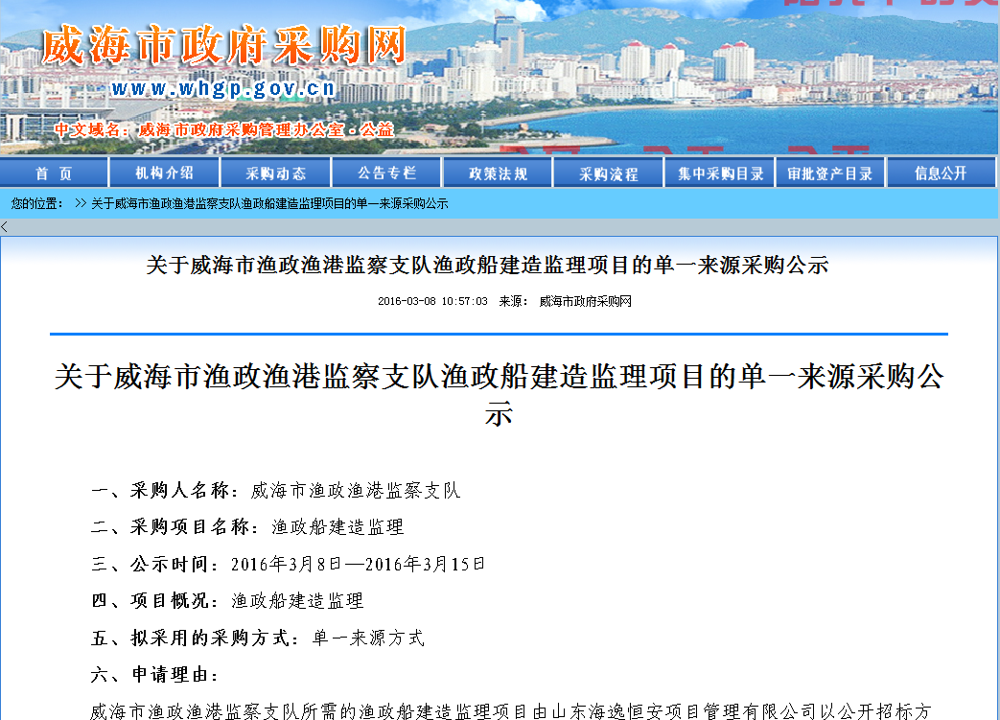 威海市政府采购网
www.whgp.gov.cn
中文域名：威海市政府采购管理办公室·公益
首 页 机构介绍 采购动态 公告专栏 政策法规 采购流程 集中采购目录 审批资产目录 信息公开
您的位置： >> 关于威海市渔政渔港监察支队渔政船建造监理项目的单一来源采购公示
<
关于威海市渔政渔港监察支队渔政船建造监理项目的单一来源采购公示
2016-03-08 10:57:03 来源： 威海市政府采购网
关于威海市渔政渔港监察支队渔政船建造监理项目的单一来源采购公
示
一、采购人名称：威海市渔政渔港监察支队
二、采购项目名称：渔政船建造监理
三、公示时间：2016年3月8日—2016年3月15日
四、项目概况：渔政船建造监理
五、拟采用的采购方式：单一来源方式
六、申请理由：
威海市渔政渔港监察支队所需的渔政船建造监理项目由山东海逸恒安项目管理有限公司以公开招标方